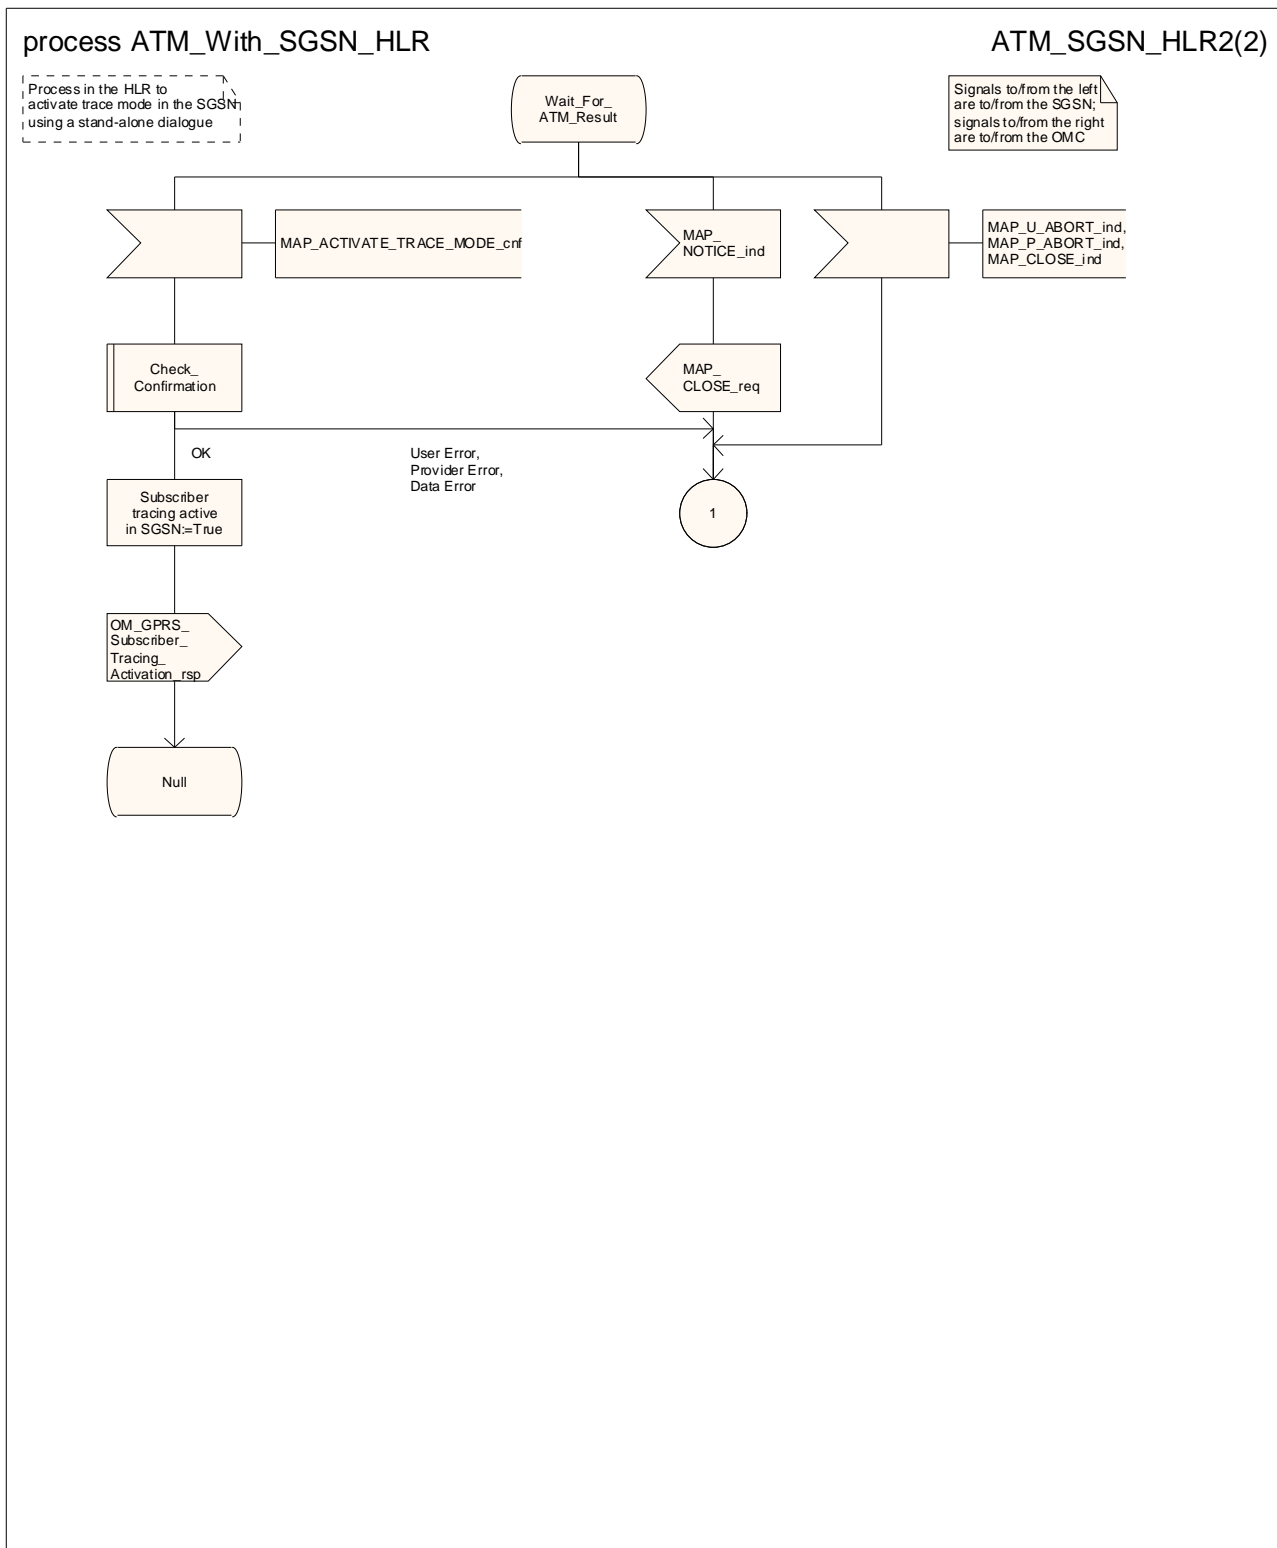 process ATM_With_SGSN_HLR
ATM_SGSN_HLR2(2)
Process in the HLR to
activate trace mode in the SGSN
using a stand-alone dialogue
Wait_For_
ATM_Result
Signals to/from the left
are to/from the SGSN;
signals to/from the right
are to/from the OMC
MAP_ACTIVATE_TRACE_MODE_cnf
MAP_
NOTICE_ind
MAP_U_ABORT_ind,
MAP_P_ABORT_ind,
MAP_CLOSE_ind
Check_
Confirmation
MAP_
CLOSE_req
OK
User Error,
Provider Error,
Data Error
Subscriber
tracing active
in SGSN:=True
1
OM_GPRS_
Subscriber_
Tracing_
Activation_rsp
Null